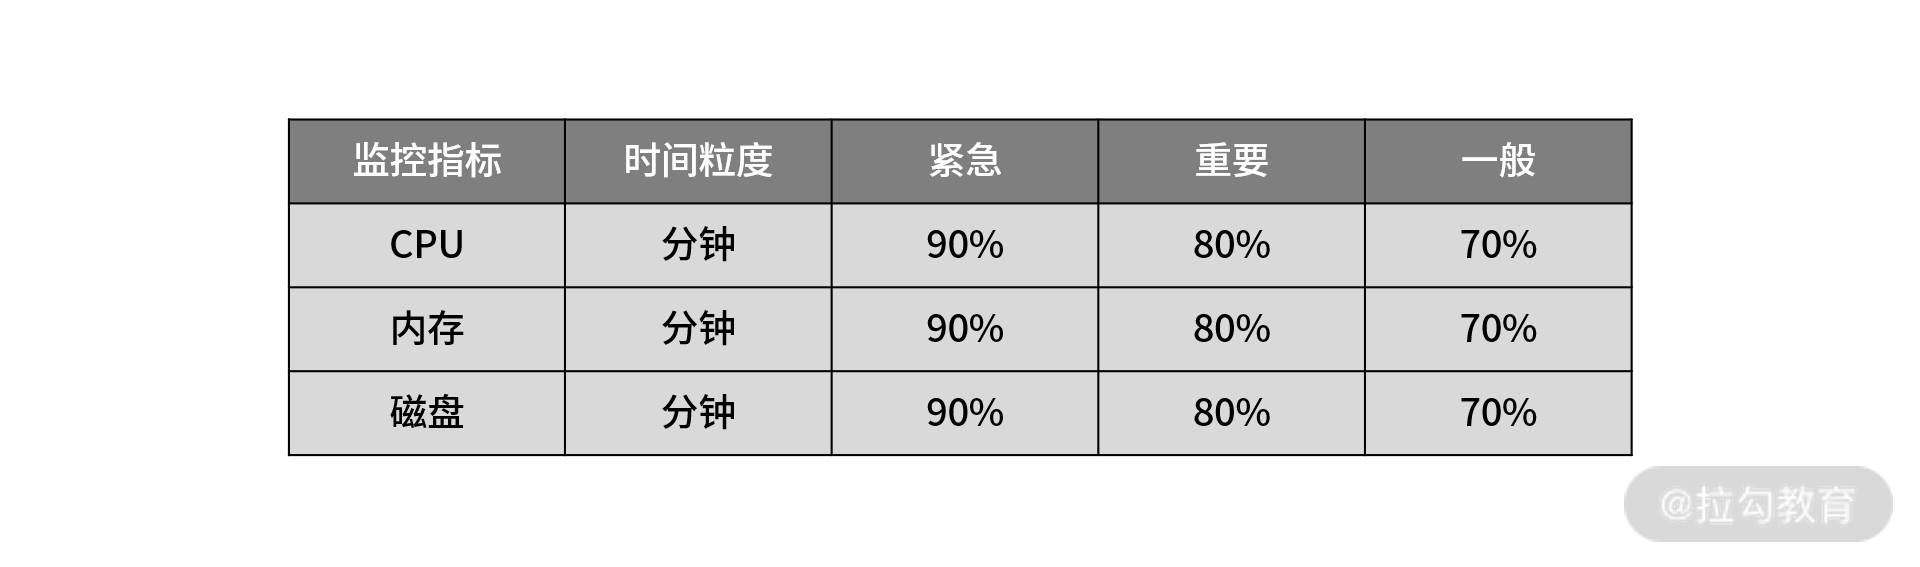 监控指标 时间粒度 紧急 重要 一般
CPU 分钟 90% 80% 70%
内存 分钟 90% 80% 70%
磁盘 分钟 90% 80% 70%
@拉勾教育